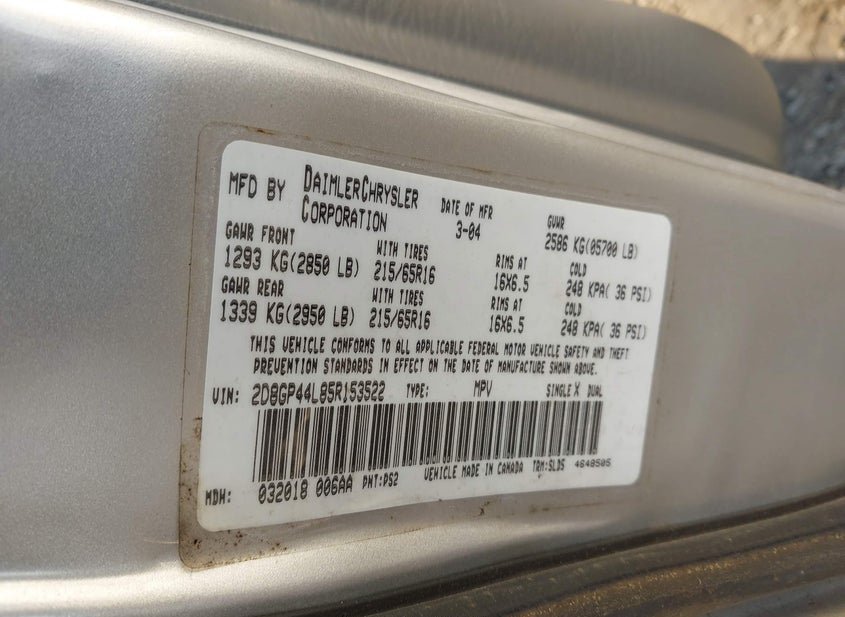 MFD BY DAIMLERCHRYSLER CORPORATION
DATE OF MFR 3-04
GVWR 2586 KG(05700 LB)
GAWR FRONT 1293 KG(2850 LB)
WITH TIRES 215/65R16
RIMS AT 16X6.5
COLD 248 KPA( 36 PSI)
GAWR REAR 1339 KG(2950 LB)
WITH TIRES 215/65R16
RIMS AT 16X6.5
COLD 248 KPA( 36 PSI)
THIS VEHICLE CONFORMS TO ALL APPLICABLE FEDERAL MOTOR VEHICLE SAFETY AND THEFT
PREVENTION STANDARDS IN EFFECT ON THE DATE OF MANUFACTURE SHOWN ABOVE.
VIN: 2D8GP44L85R153522 TYPE: MPV SINGLE X DUAL
MDH: 032018 006AA PNT:PS2 VEHICLE MADE IN CANADA TRM:SLD5 4648505